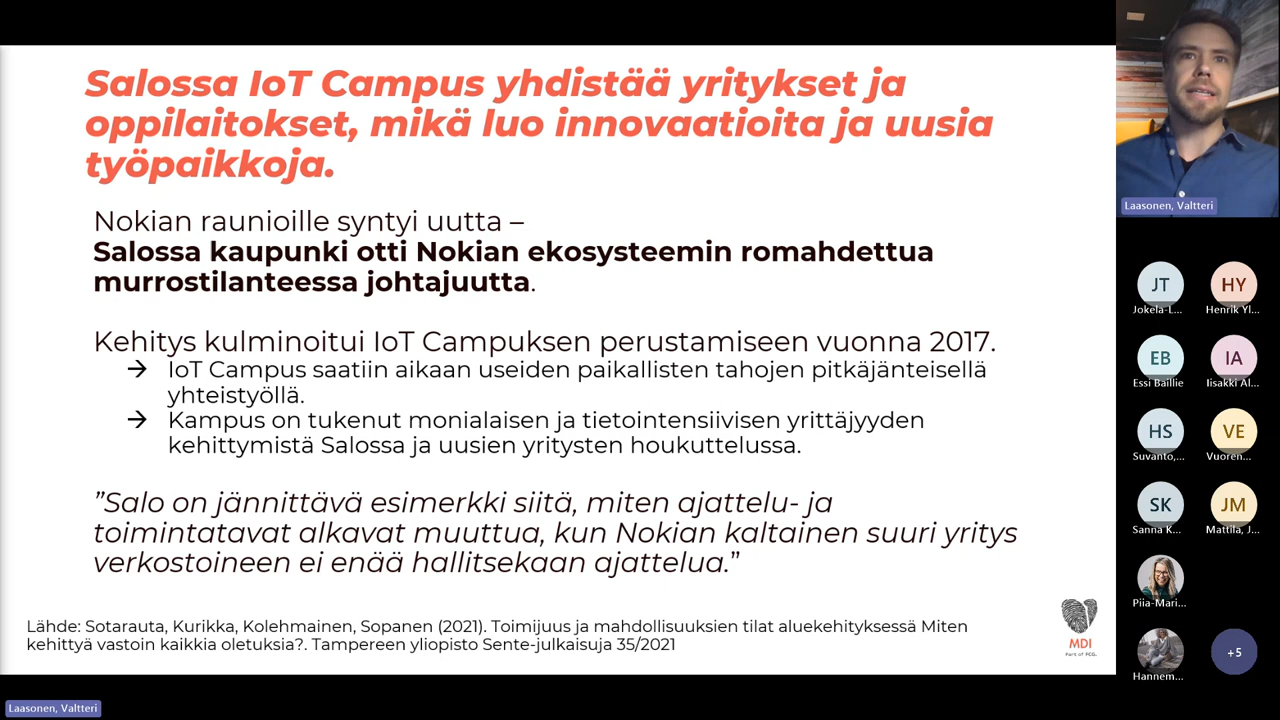 Salossa IoT Campus yhdistää yritykset ja
oppilaitokset, mikä luo innovaatioita ja uusia
työpaikkoja.
Nokian raunioille syntyi uutta –
Salossa kaupunki otti Nokian ekosysteemin romahdettua
murrostilanteessa johtajuutta.
Kehitys kulminoitui IoT Campuksen perustamiseen vuonna 2017.
→ IoT Campus saatiin aikaan useiden paikallisten tahojen pitkäjänteisellä
yhteistyöllä.
→ Kampus on tukenut monialaisen ja tietointensiivisen yrittäjyyden
kehittymistä Salossa ja uusien yritysten houkuttelussa.
”Salo on jännittävä esimerkki siitä, miten ajattelu- ja
toimintatavat alkavat muuttua, kun Nokian kaltainen suuri yritys
verkostoineen ei enää hallitsekaan ajattelua.”
Lähde: Sotarauta, Kurikka, Kolehmainen, Sopanen (2021). Toimijuus ja mahdollisuuksien tilat aluekehityksessä Miten
kehittyä vastoin kaikkia oletuksia?. Tampereen yliopisto Sente-julkaisuja 35/2021
MDI
Part of FCG.
Laasonen, Valtteri
JT
HY
Jokela-L...
Henrik Yl...
EB
IA
Essi Baillie
Iisakki Al...
HS
VE
Suvanto,...
Vuoren...
SK
JM
Sanna K...
Mattila, J...
Piia-Mari...
Hannem...
+5
Laasonen, Valtteri